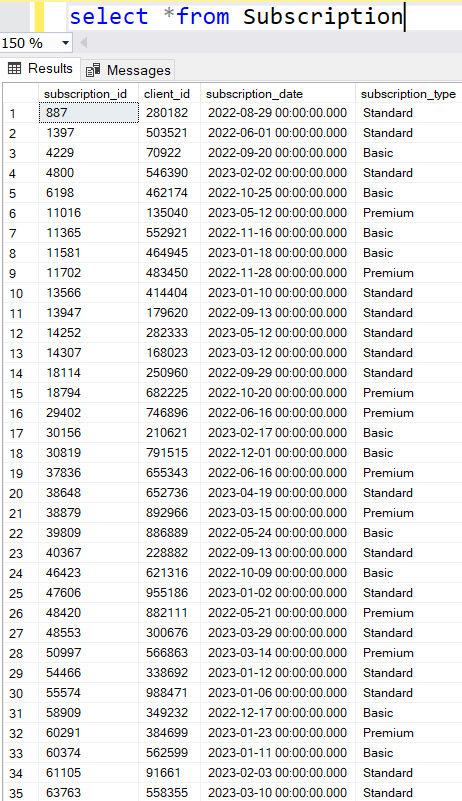 select *from Subscription
150 %
Results Messages
subscription_id client_id subscription_date subscription_type
1 887 280182 2022-08-29 00:00:00.000 Standard
2 1397 503521 2022-06-01 00:00:00.000 Standard
3 4229 70922 2022-09-20 00:00:00.000 Basic
4 4800 546390 2023-02-02 00:00:00.000 Standard
5 6198 462174 2022-10-25 00:00:00.000 Basic
6 11016 135040 2023-05-12 00:00:00.000 Premium
7 11365 552921 2022-11-16 00:00:00.000 Basic
8 11581 464945 2023-01-18 00:00:00.000 Basic
9 11702 483450 2022-11-28 00:00:00.000 Premium
10 13566 414404 2023-01-10 00:00:00.000 Standard
11 13947 179620 2022-09-13 00:00:00.000 Standard
12 14252 282333 2023-05-12 00:00:00.000 Standard
13 14307 168023 2023-03-12 00:00:00.000 Standard
14 18114 250960 2022-09-29 00:00:00.000 Standard
15 18794 682225 2022-10-20 00:00:00.000 Premium
16 29402 746896 2022-06-16 00:00:00.000 Premium
17 30156 210621 2023-02-17 00:00:00.000 Basic
18 30819 791515 2022-12-01 00:00:00.000 Basic
19 37836 655343 2022-06-16 00:00:00.000 Premium
20 38648 652736 2023-04-19 00:00:00.000 Standard
21 38879 892966 2023-03-15 00:00:00.000 Premium
22 39809 886889 2022-05-24 00:00:00.000 Basic
23 40367 228882 2022-09-13 00:00:00.000 Standard
24 46423 621316 2022-10-09 00:00:00.000 Basic
25 47606 955186 2023-01-02 00:00:00.000 Standard
26 48420 882111 2022-05-21 00:00:00.000 Premium
27 48553 300676 2023-03-29 00:00:00.000 Standard
28 50997 566863 2023-03-14 00:00:00.000 Premium
29 54466 338692 2023-01-12 00:00:00.000 Standard
30 55574 988471 2023-01-06 00:00:00.000 Standard
31 58909 349232 2022-12-17 00:00:00.000 Basic
32 60291 384699 2023-01-23 00:00:00.000 Premium
33 60374 562599 2023-01-11 00:00:00.000 Basic
34 61105 91661 2023-02-03 00:00:00.000 Standard
35 63763 558355 2023-03-10 00:00:00.000 Standard